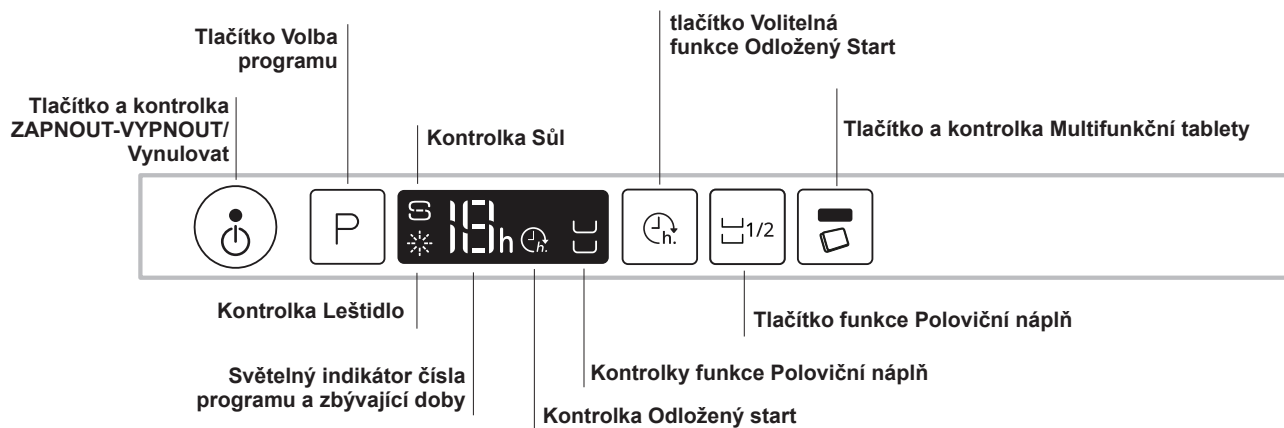 tlačítko Volitelná
funkce Odložený Start
Tlačítko Volba
programu
Tlačítko a kontrolka
ZAPNOUT-VYPNOUT/
Vynulovat
Kontrolka Sůl
Tlačítko a kontrolka Multifunkční tablety
P
S
18h
h.
h.
1/2
Kontrolka Leštidlo
Tlačítko funkce Poloviční náplň
Světelný indikátor čísla
programu a zbývající doby
Kontrolky funkce Poloviční náplň
Kontrolka Odložený start